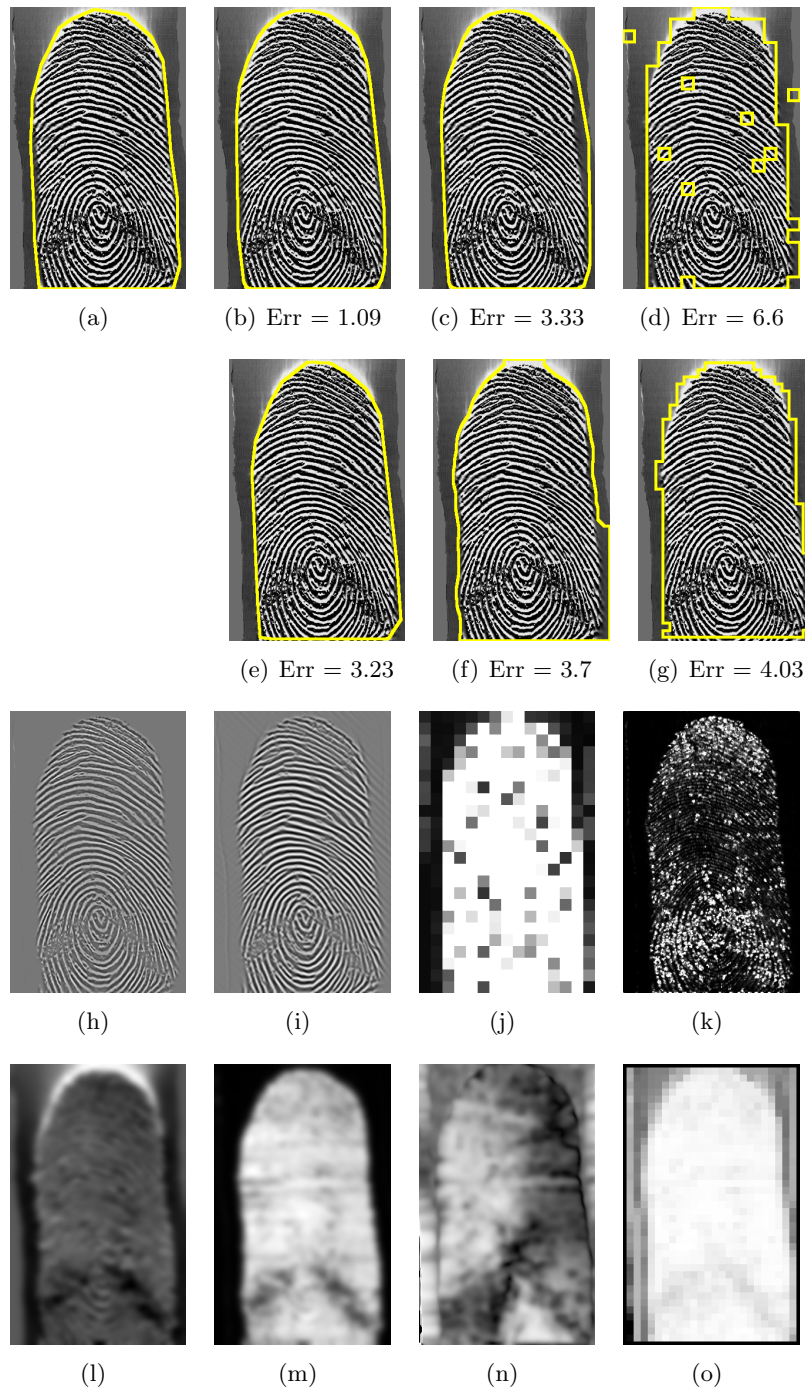 (a)
(b) Err = 1.09
(c) Err = 3.33
(d) Err = 6.6
(e) Err = 3.23
(f) Err = 3.7
(g) Err = 4.03
(h)
(i)
(j)
(k)
(l)
(m)
(n)
(o)